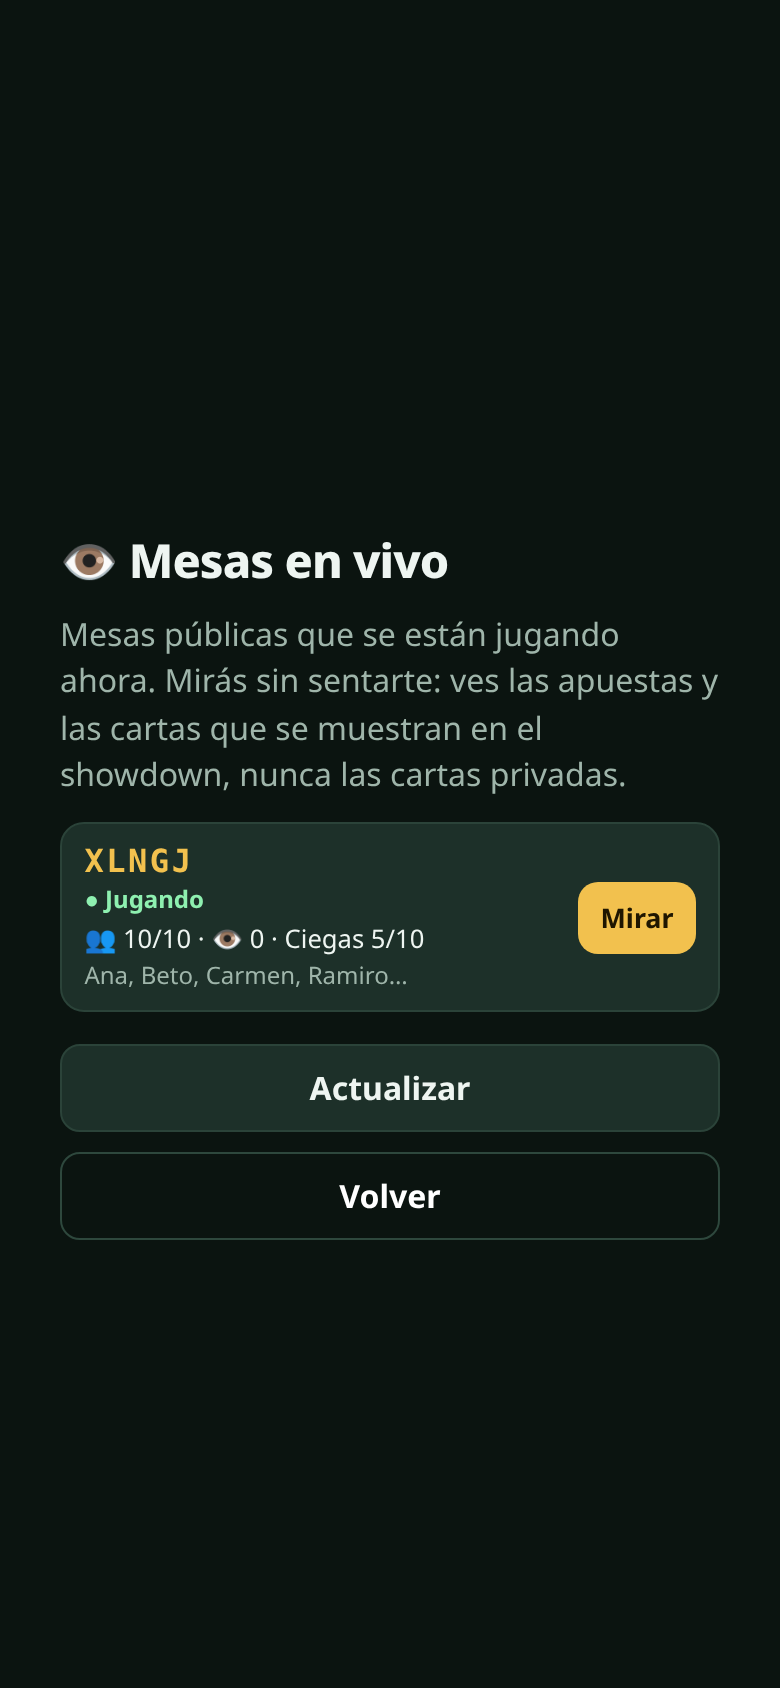 👁️ Mesas en vivo
Mesas públicas que se están jugando
ahora. Mirás sin sentarte: ves las apuestas y
las cartas que se muestran en el
showdown, nunca las cartas privadas.
XLNGJ
● Jugando
👥 10/10 · 👁️ 0 · Ciegas 5/10
Ana, Beto, Carmen, Ramiro…
Mirar
Actualizar
Volver